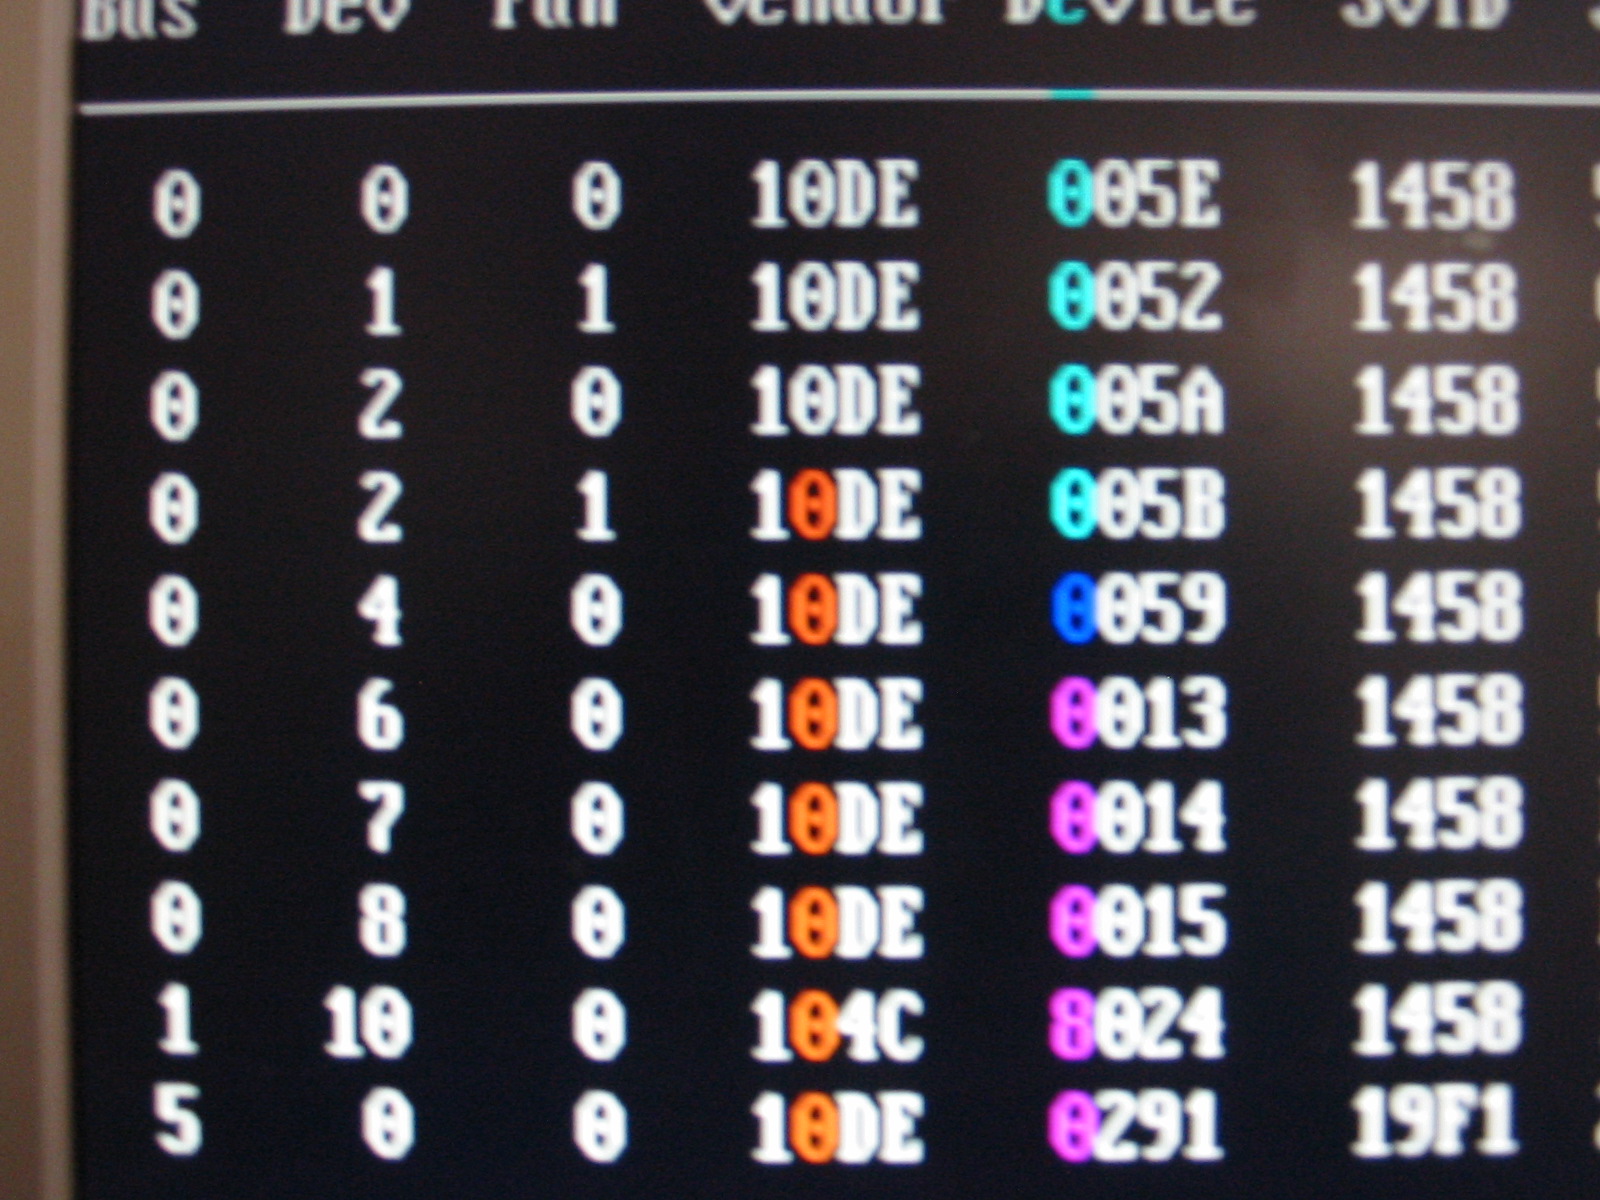 Bus Dev Fun Vendor Device SVID
0 0 0 10DE 005E 1458
0 1 1 10DE 0052 1458
0 2 0 10DE 005A 1458
0 2 1 10DE 005B 1458
0 4 0 10DE 0059 1458
0 6 0 10DE 0013 1458
0 7 0 10DE 0014 1458
0 8 0 10DE 0015 1458
1 10 0 104C 8024 1458
5 0 0 10DE 0291 19F1